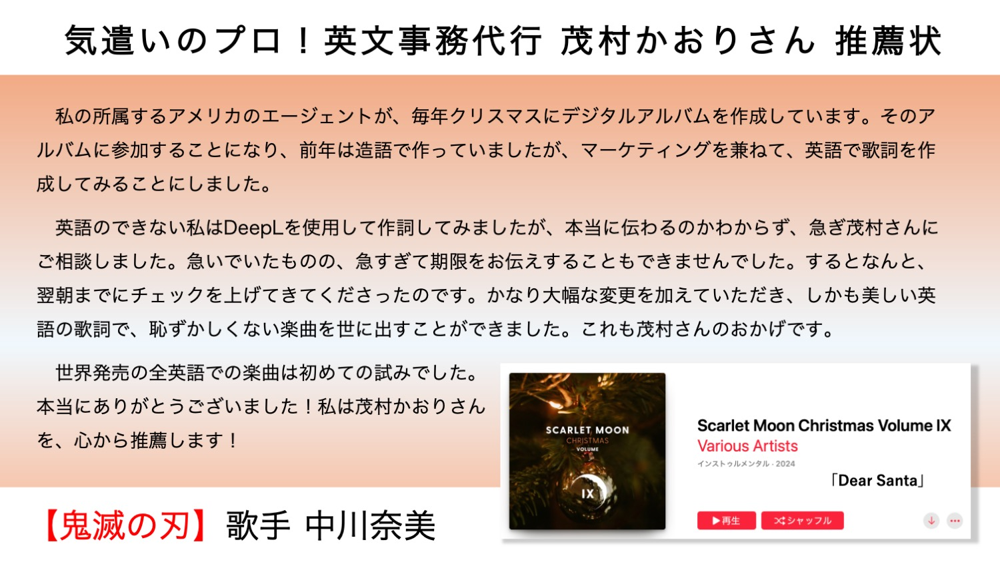 気遣いのプロ！英文事務代行 茂村かおりさん 推薦状
私の所属するアメリカのエージェントが、毎年クリスマスにデジタルアルバムを作成しています。そのア
ルバムに参加することになり、前年は造語で作っていましたが、マーケティングを兼ねて、英語で歌詞を作
成してみることにしました。
英語のできない私はDeepLを使用して作詞してみましたが、本当に伝わるのかわからず、急ぎ茂村さんに
ご相談しました。急いでいたものの、急すぎて期限をお伝えすることもできませんでした。するとなんと、
翌朝までにチェックを上げてきてくださったのです。かなり大幅な変更を加えていただき、しかも美しい英
語の歌詞で、恥ずかしくない楽曲を世に出すことができました。これも茂村さんのおかげです。
世界発売の全英語での楽曲は初めての試みでした。
本当にありがとうございました！私は茂村かおりさん
を、心から推薦します！
SCARLET MOON
CHRISTMAS
VOLUME
IX
Scarlet Moon Christmas Volume IX
Various Artists
インストゥルメンタル · 2024
「Dear Santa」
再生
シャッフル
【鬼滅の刃】歌手 中川奈美